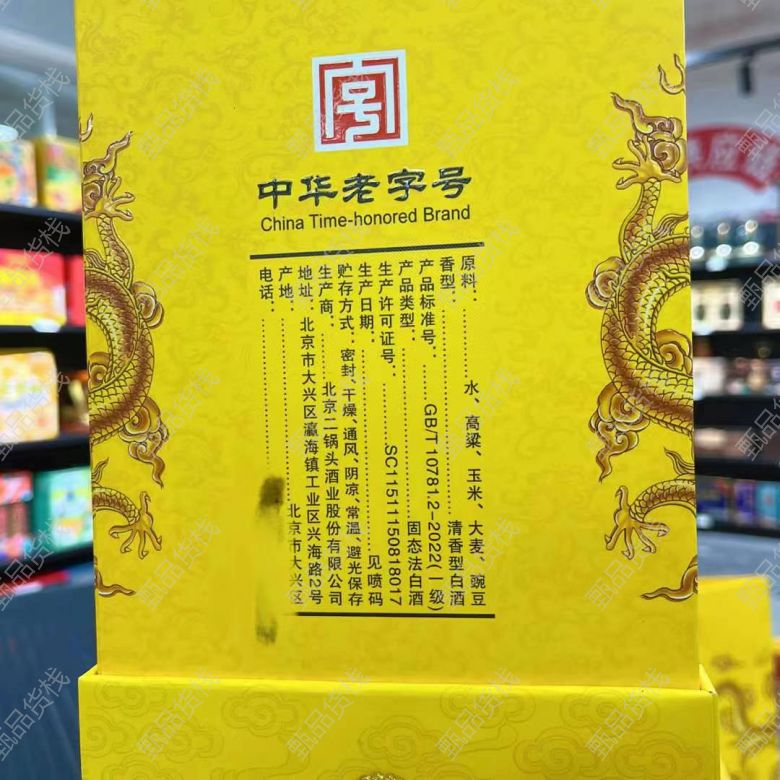 中华老字号
China Time-honored Brand
原料:水、高粱、玉米、大麦、豌豆
香型:清香型白酒
产品标准号:GB/T 10781.2-2022(一级)
产品类型:固态法白酒
生产许可证号:SC11511150818017
生产日期:见喷码
贮存方式:密封、干燥、通风、阴凉、常温、避光保存
生产商:北京二锅头酒业股份有限公司
地址:北京市大兴区瀛海镇工业区兴海路2号
产地:北京市大兴区
电话:
甄品货栈